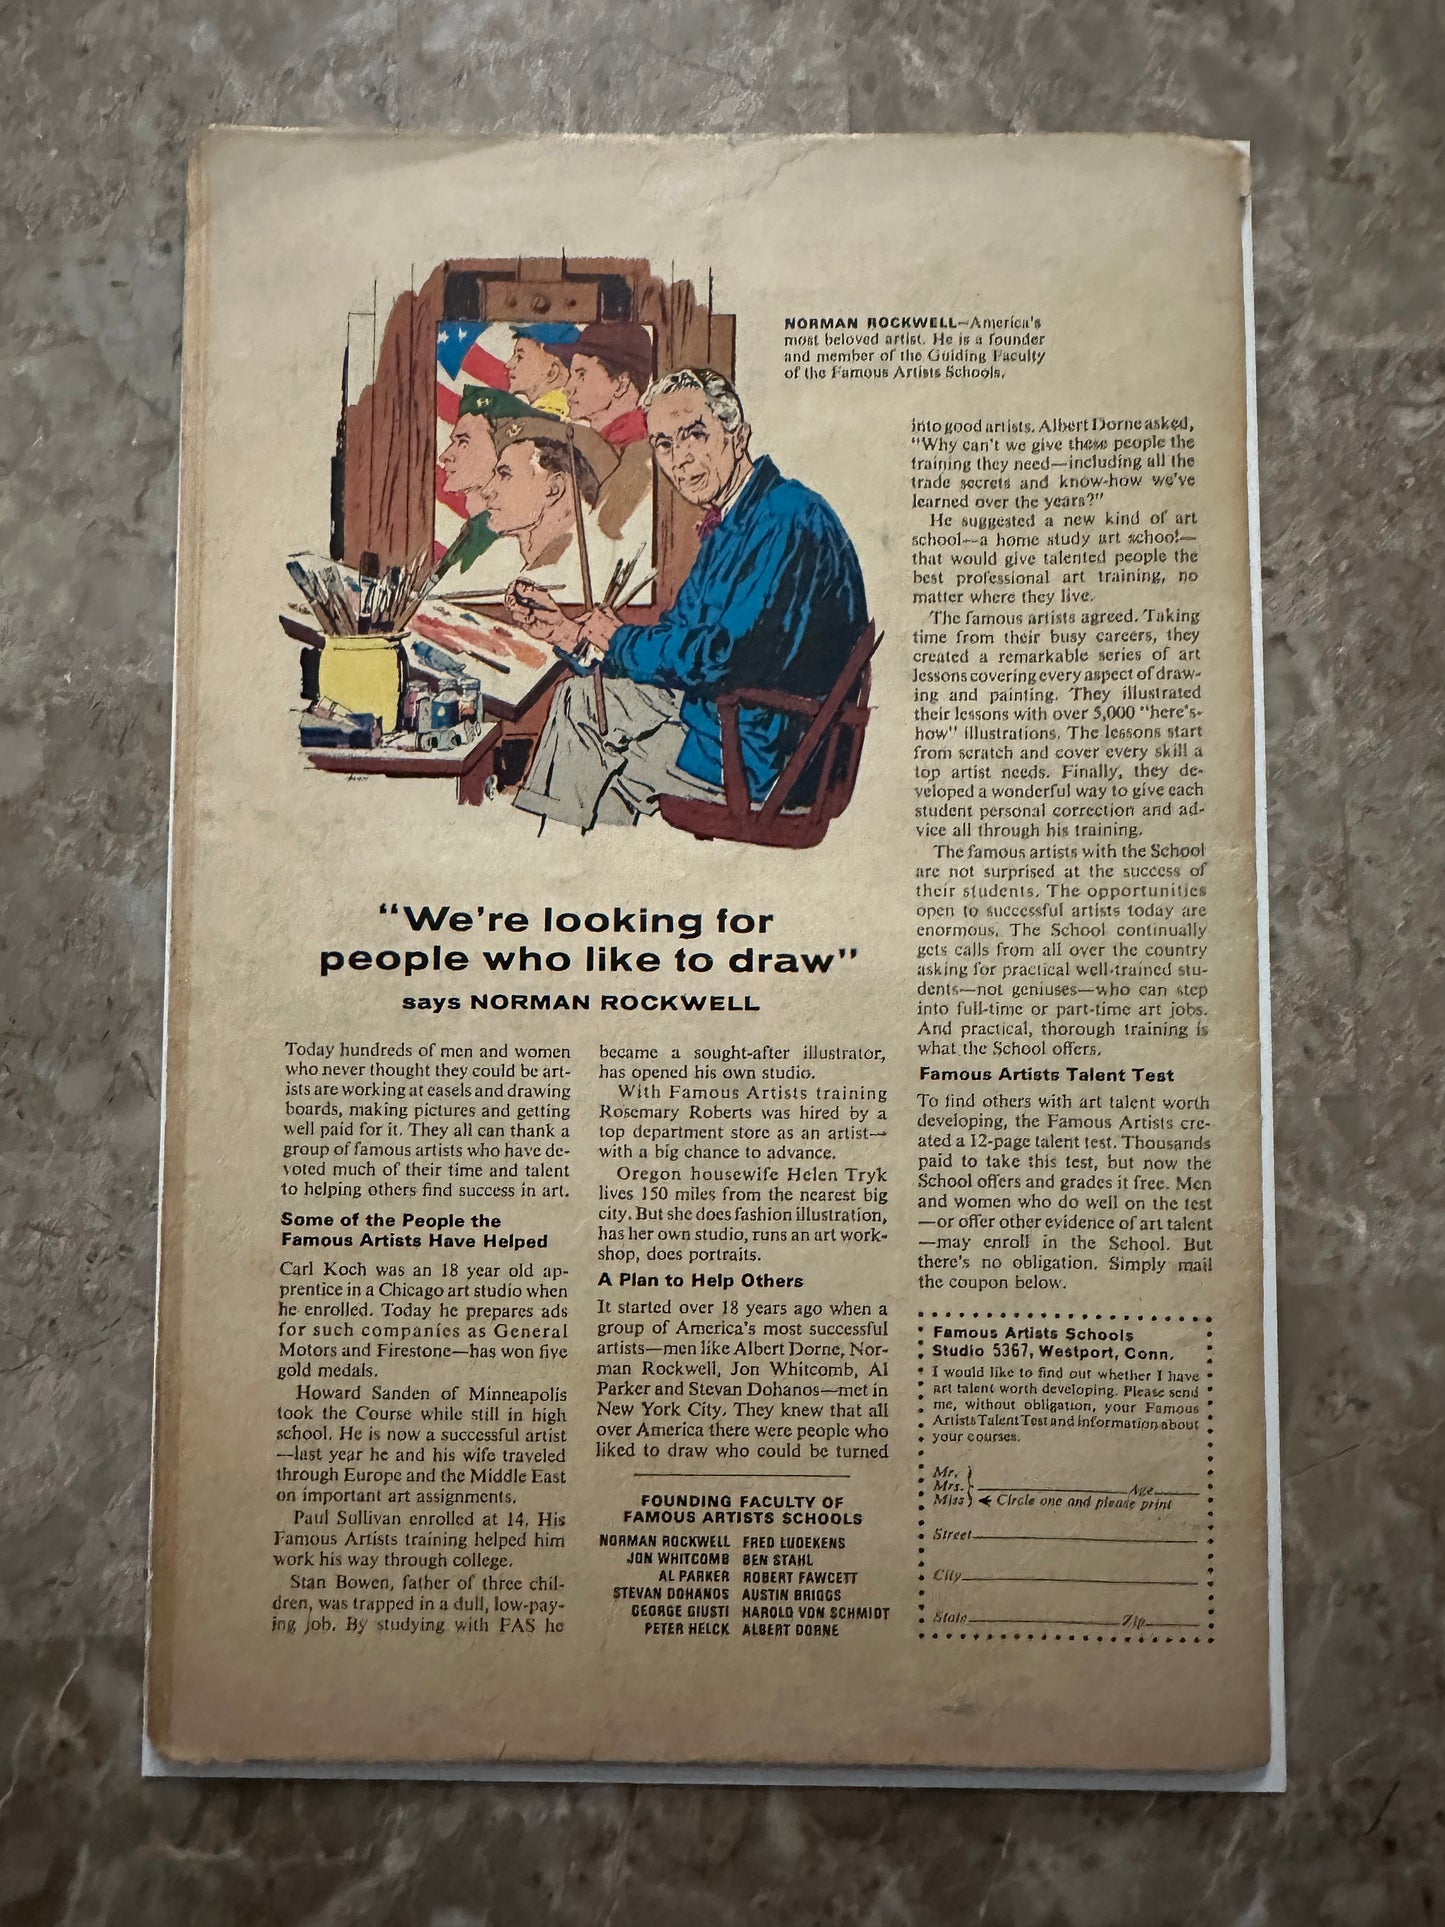 NORMAN ROCKWELL—America's
most beloved artist. He is a founder
and member of the Guiding Faculty
of the Famous Artists Schools.
"We're looking for
people who like to draw"
says NORMAN ROCKWELL
Today hundreds of men and women
who never thought they could be art-
ists are working at easels and drawing
boards, making pictures and getting
well paid for it. They all can thank a
group of famous artists who have de-
voted much of their time and talent
to helping others find success in art.
Some of the People the
Famous Artists Have Helped
Carl Koch was an 18 year old ap-
prentice in a Chicago art studio when
he enrolled. Today he prepares ads
for such companies as General
Motors and Firestone—has won five
gold medals.
Howard Sanden of Minneapolis
took the Course while still in high
school. He is now a successful artist
—last year he and his wife traveled
through Europe and the Middle East
on important art assignments.
Paul Sullivan enrolled at 14. His
Famous Artists training helped him
work his way through college.
Stan Bowen, father of three chil-
dren, was trapped in a dull, low-pay-
ing job. By studying with FAS he
became a sought-after illustrator,
has opened his own studio.
With Famous Artists training
Rosemary Roberts was hired by a
top department store as an artist—
with a big chance to advance.
Oregon housewife Helen Tryk
lives 150 miles from the nearest big
city. But she does fashion illustration,
has her own studio, runs an art work-
shop, does portraits.
A Plan to Help Others
It started over 18 years ago when a
group of America's most successful
artists—men like Albert Dorne, Nor-
man Rockwell, Jon Whitcomb, Al
Parker and Stevan Dohanos—met in
New York City. They knew that all
over America there were people who
liked to draw who could be turned
FOUNDING FACULTY OF
FAMOUS ARTISTS SCHOOLS
NORMAN ROCKWELL FRED LUDEKENS
JON WHITCOMB BEN STAHL
AL PARKER ROBERT FAWCETT
STEVAN DOHANOS AUSTIN BRIGGS
GEORGE GIUSTI HAROLD VON SCHMIDT
PETER HELCK ALBERT DORNE
into good artists. Albert Dorne asked,
"Why can't we give these people the
training they need—including all the
trade secrets and know-how we've
learned over the years?"
He suggested a new kind of art
school—a home study art school—
that would give talented people the
best professional art training, no
matter where they live.
The famous artists agreed. Taking
time from their busy careers, they
created a remarkable series of art
lessons covering every aspect of draw-
ing and painting. They illustrated
their lessons with over 5,000 "here's-
how" illustrations. The lessons start
from scratch and cover every skill a
top artist needs. Finally, they de-
veloped a wonderful way to give each
student personal correction and ad-
vice all through his training.
The famous artists with the School
are not surprised at the success of
their students. The opportunities
open to successful artists today are
enormous. The School continually
gets calls from all over the country
asking for practical well-trained stu-
dents—not geniuses—who can step
into full-time or part-time art jobs.
And practical, thorough training is
what the School offers.
Famous Artists Talent Test
To find others with art talent worth
developing, the Famous Artists cre-
ated a 12-page talent test. Thousands
paid to take this test, but now the
School offers and grades it free. Men
and women who do well on the test
—or offer other evidence of art talent
—may enroll in the School. But
there's no obligation. Simply mail
the coupon below.
Famous Artists Schools
Studio 5367, Westport, Conn.
I would like to find out whether I have
art talent worth developing. Please send
me, without obligation, your Famous
Artists Talent Test and information about
your courses.
Mr.
Mrs. Age
Miss Circle one and please print
Street
City
State Zip